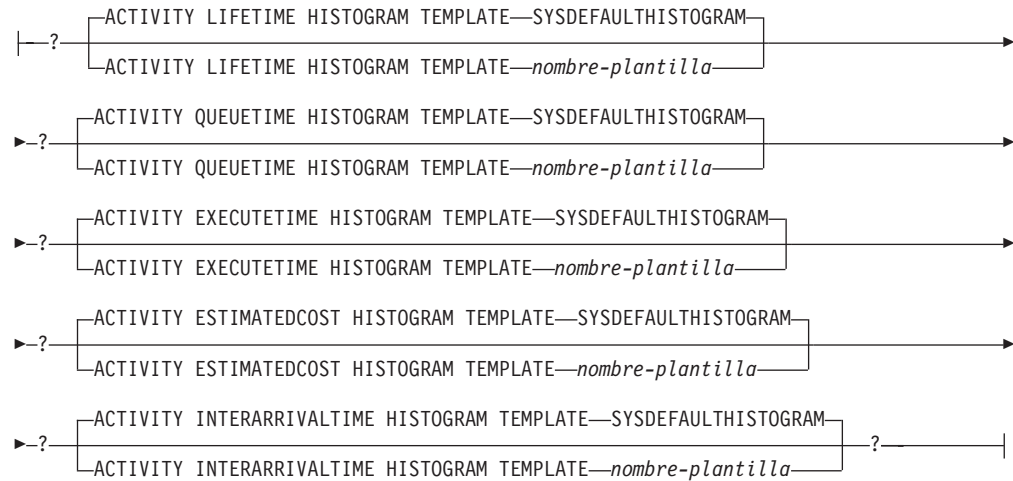 ACTIVITY LIFETIME HISTOGRAM TEMPLATE SYSDEFAULTHISTOGRAM
?
ACTIVITY LIFETIME HISTOGRAM TEMPLATE nombre-plantilla
ACTIVITY QUEUETIME HISTOGRAM TEMPLATE SYSDEFAULTHISTOGRAM
?
ACTIVITY QUEUETIME HISTOGRAM TEMPLATE nombre-plantilla
ACTIVITY EXECUTETIME HISTOGRAM TEMPLATE SYSDEFAULTHISTOGRAM
?
ACTIVITY EXECUTETIME HISTOGRAM TEMPLATE nombre-plantilla
ACTIVITY ESTIMATEDCOST HISTOGRAM TEMPLATE SYSDEFAULTHISTOGRAM
?
ACTIVITY ESTIMATEDCOST HISTOGRAM TEMPLATE nombre-plantilla
ACTIVITY INTERARRIVALTIME HISTOGRAM TEMPLATE SYSDEFAULTHISTOGRAM
? ?
ACTIVITY INTERARRIVALTIME HISTOGRAM TEMPLATE nombre-plantilla